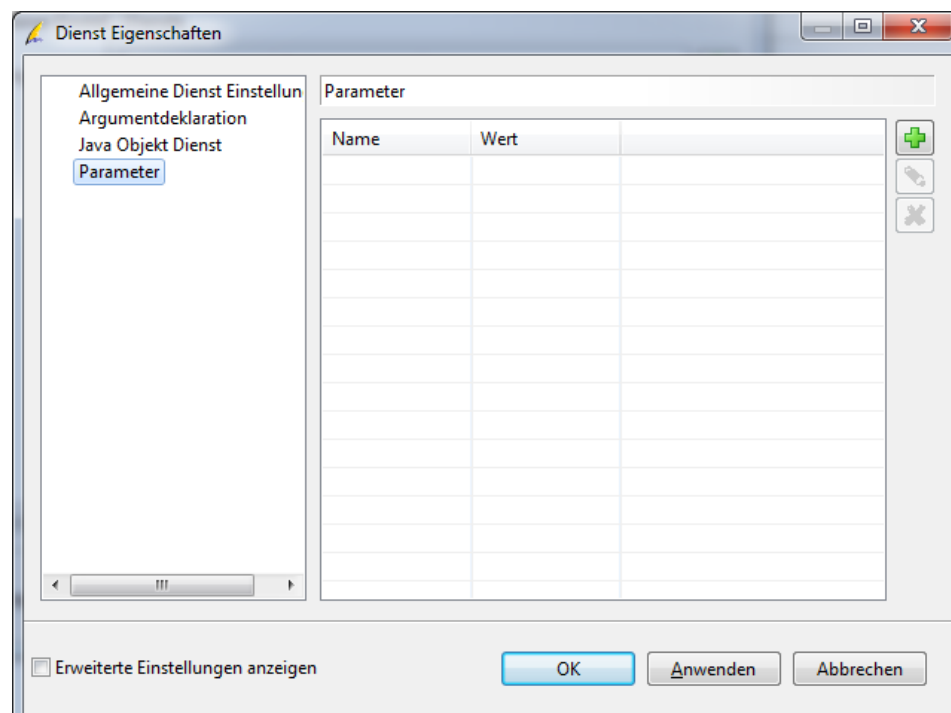 Dienst Eigenschaften
Allgemeine Dienst Einstellun
Argumentdeklaration
Java Objekt Dienst
Parameter
Parameter
Name Wert
Erweiterte Einstellungen anzeigen
OK Anwenden Abbrechen